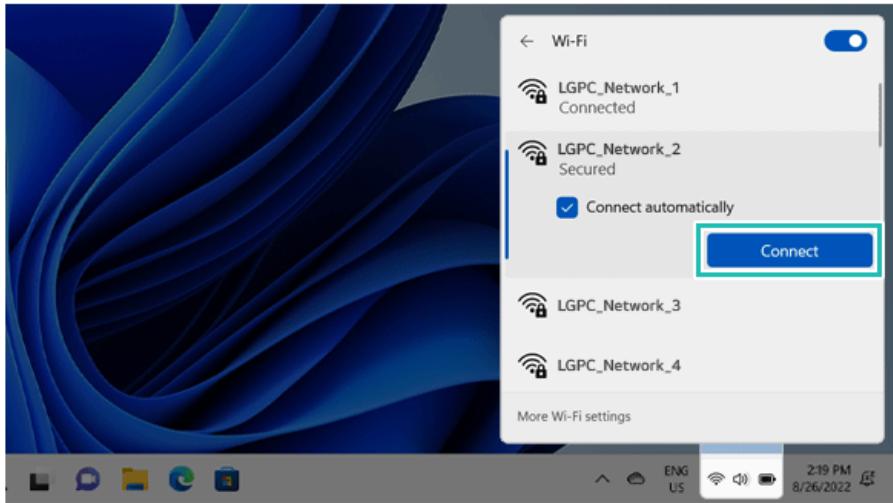 Wi-Fi
LGPC_Network_1
Connected
LGPC_Network_2
Secured
Connect automatically
Connect
LGPC_Network_3
LGPC_Network_4
More Wi-Fi settings
ENG
US
2:19 PM
8/26/2022